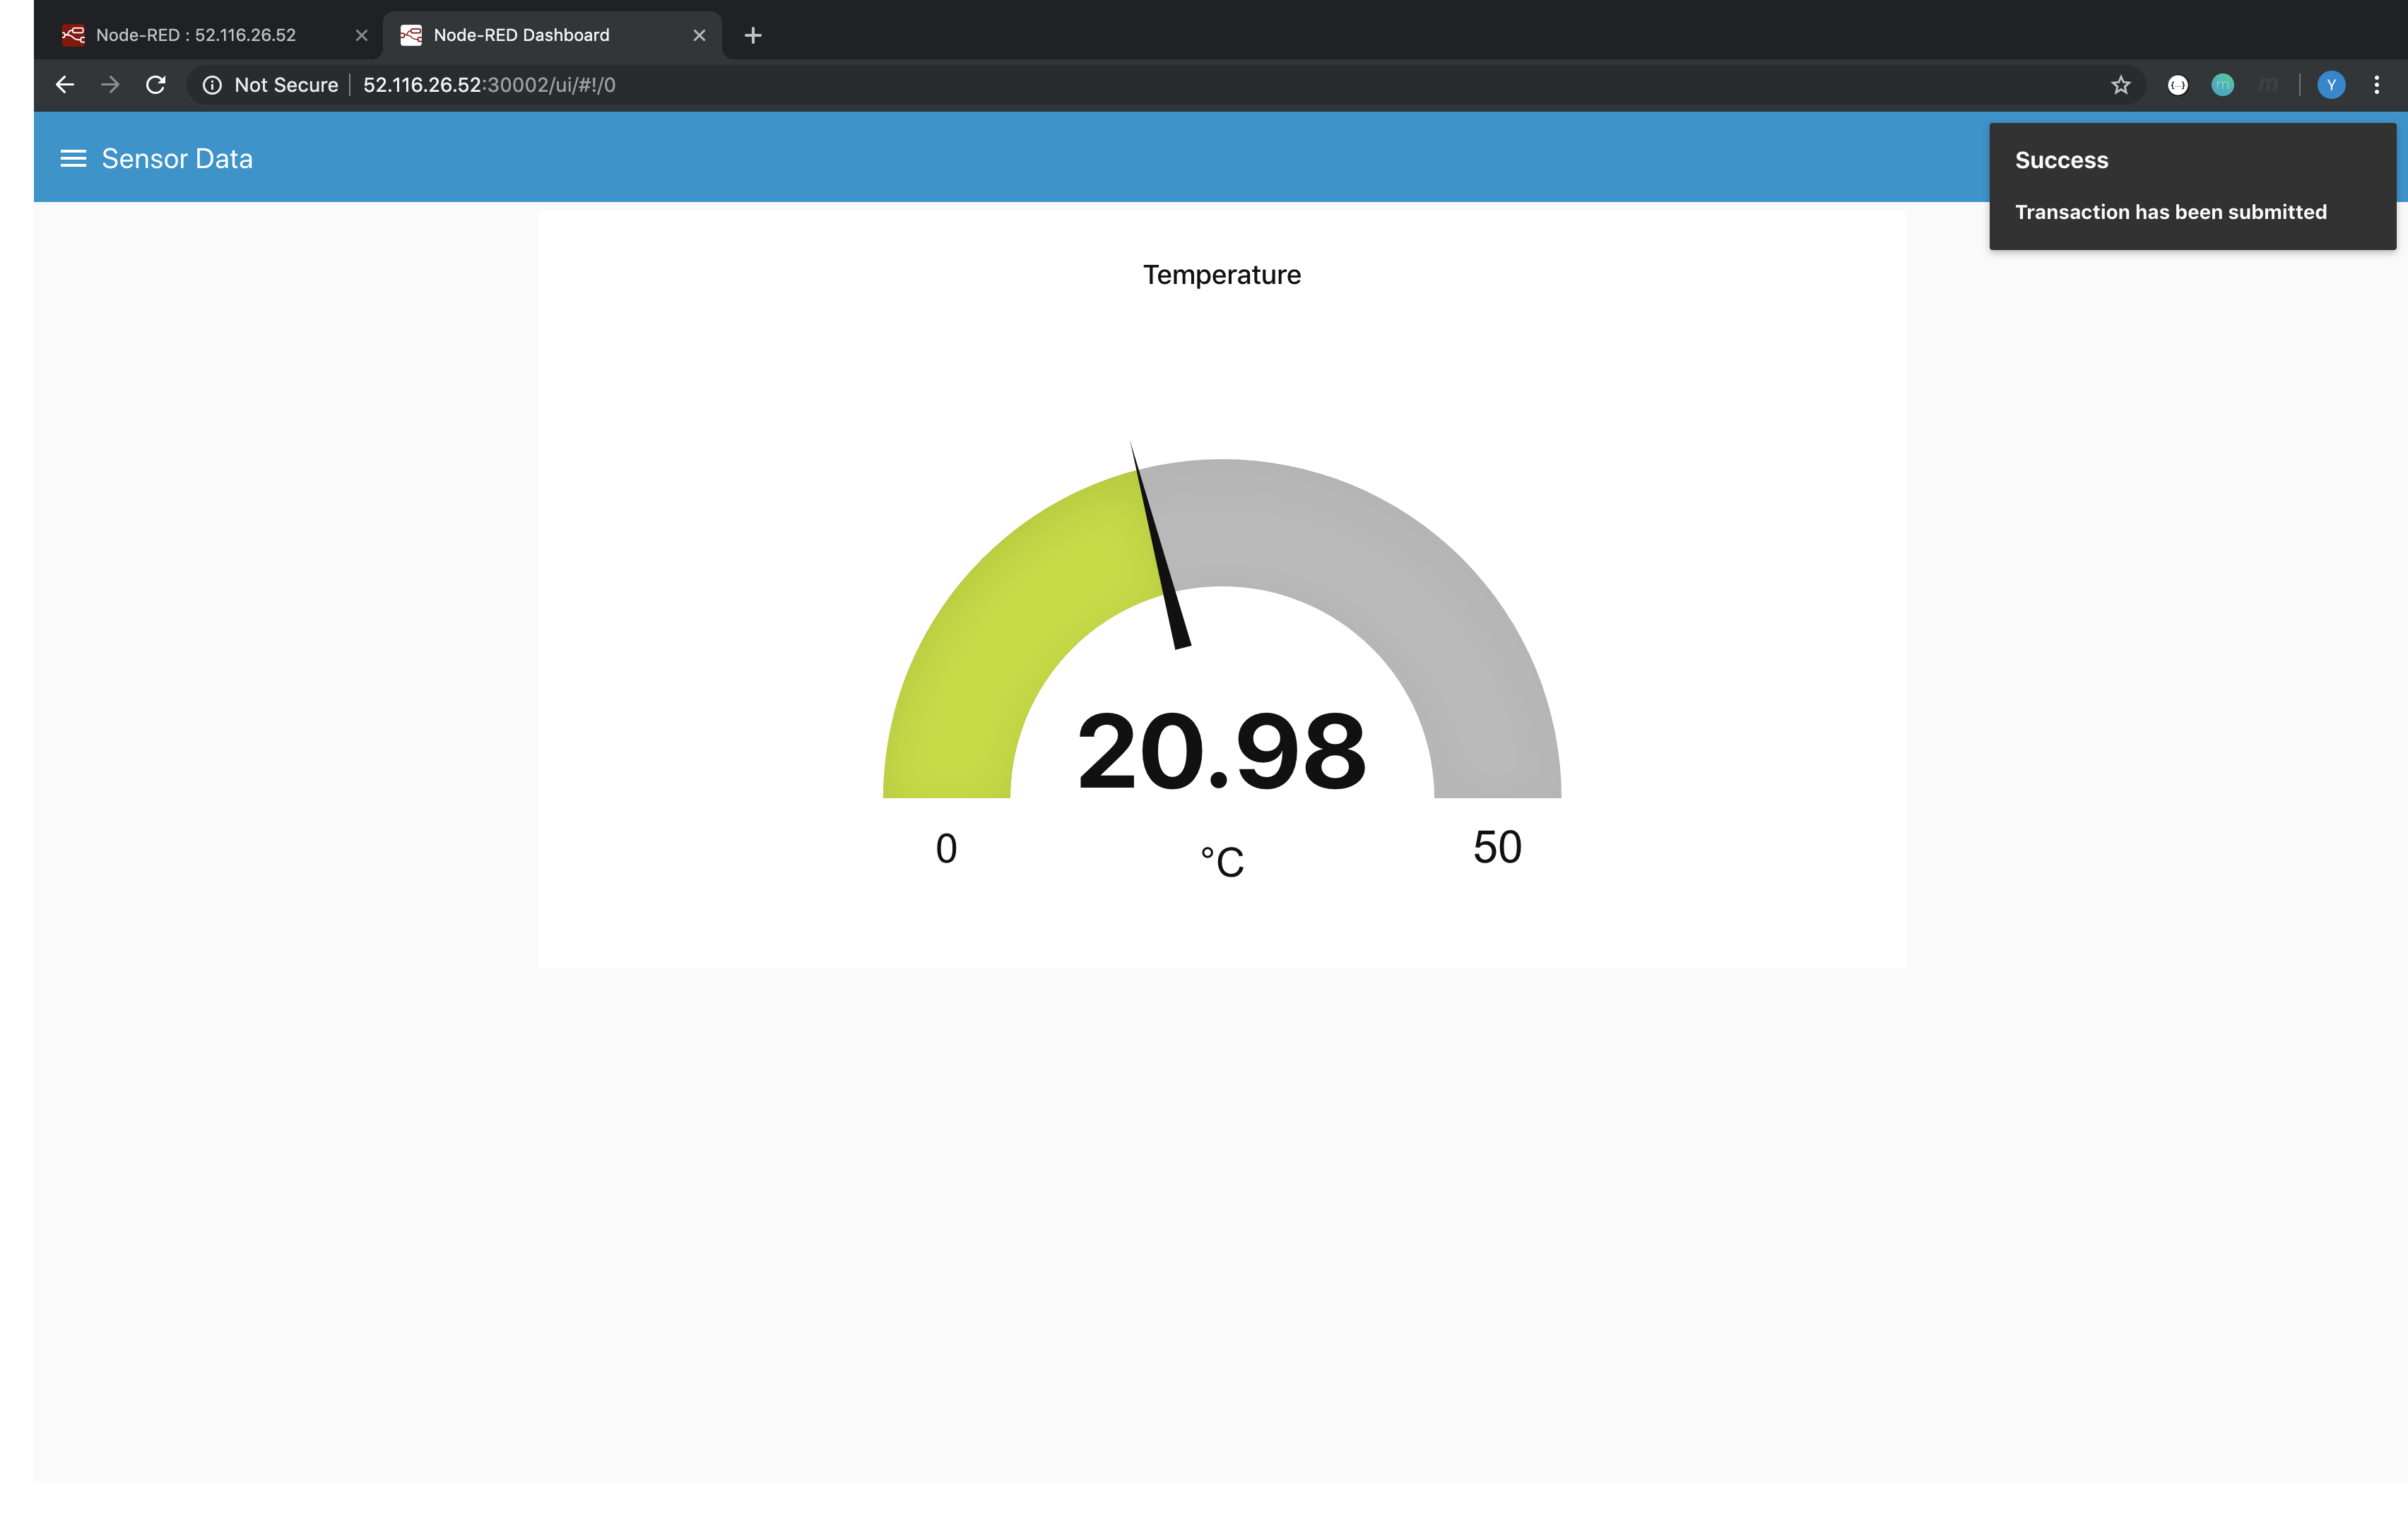 Node-RED : 52.116.26.52
Node-RED Dashboard
Not Secure
52.116.26.52:30002/ui/#!/0
{...}
m
m
Y
Sensor Data
Success
Transaction has been submitted
Temperature
20.98
0
°C
50